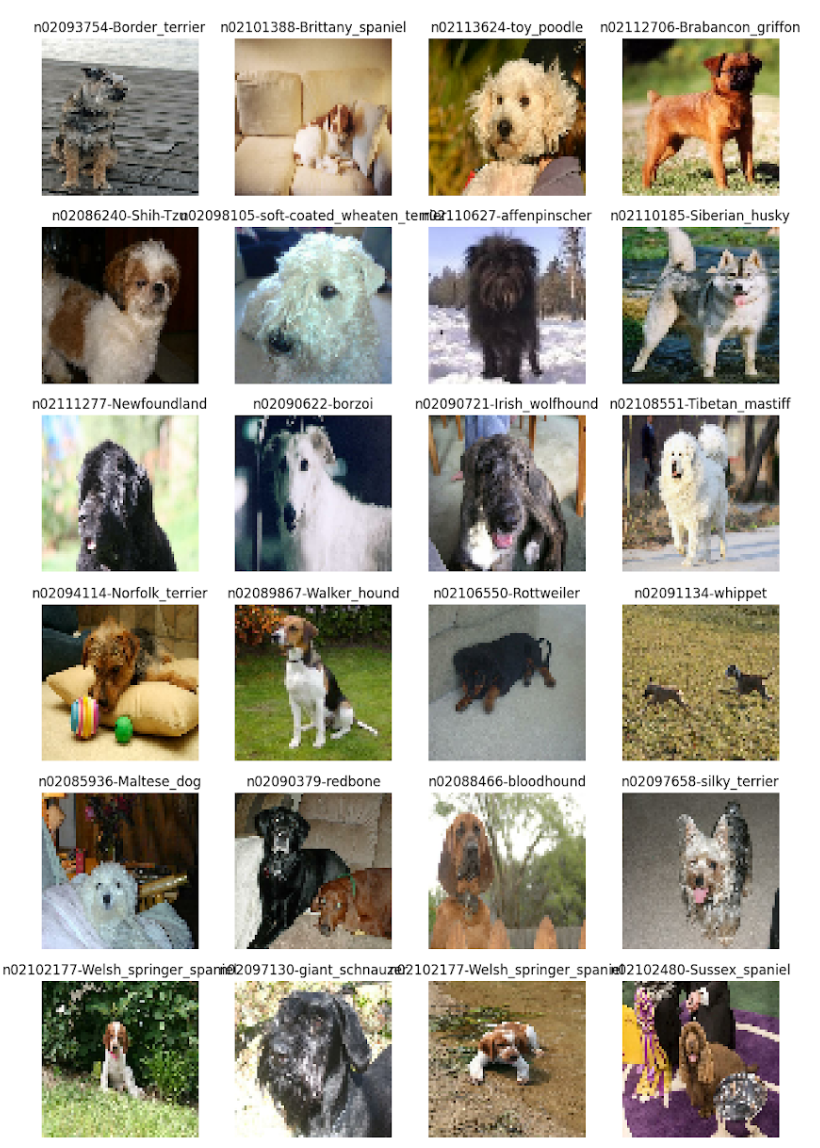 n02093754-Border_terrier
n02101388-Brittany_spaniel
n02113624-toy_poodle
n02112706-Brabancon_griffon
n02086240-Shih-Tzu
n02098105-soft-coated_wheaten_terrier
n02110627-affenpinscher
n02110185-Siberian_husky
n02111277-Newfoundland
n02090622-borzoi
n02090721-Irish_wolfhound
n02108551-Tibetan_mastiff
n02094114-Norfolk_terrier
n02089867-Walker_hound
n02106550-Rottweiler
n02091134-whippet
n02085936-Maltese_dog
n02090379-redbone
n02088466-bloodhound
n02097658-silky_terrier
n02102177-Welsh_springer_spaniel
n02097130-giant_schnauzer
n02102177-Welsh_springer_spaniel
n02102480-Sussex_spaniel